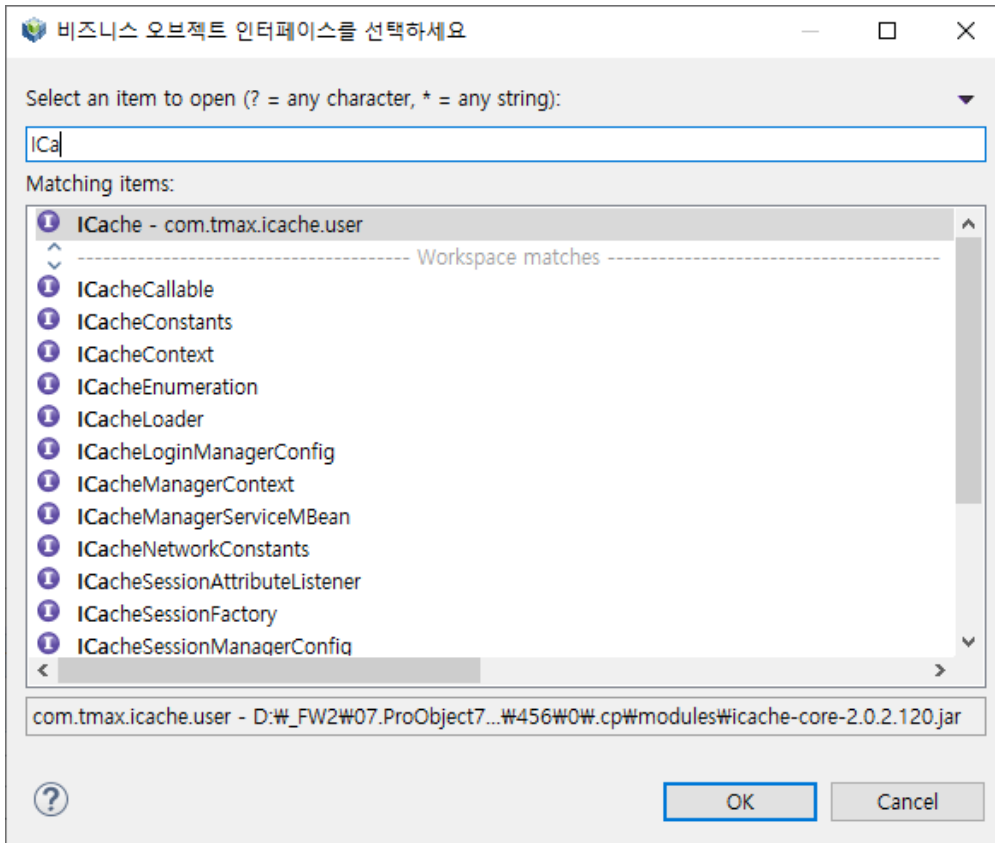 비즈니스 오브젝트 인터페이스를 선택하세요
Select an item to open (? = any character, * = any string):
ICa
Matching items:
ICache - com.tmax.icache.user
Workspace matches
ICacheCallable
ICacheConstants
ICacheContext
ICacheEnumeration
ICacheLoader
ICacheLoginManagerConfig
ICacheManagerContext
ICacheManagerServiceMBean
ICacheNetworkConstants
ICacheSessionAttributeListener
ICacheSessionFactory
ICacheSessionManagerConfig
com.tmax.icache.user - D:₩_FW2₩07.ProObject7...₩456₩0₩.cp₩modules₩icache-core-2.0.2.120.jar
OK Cancel